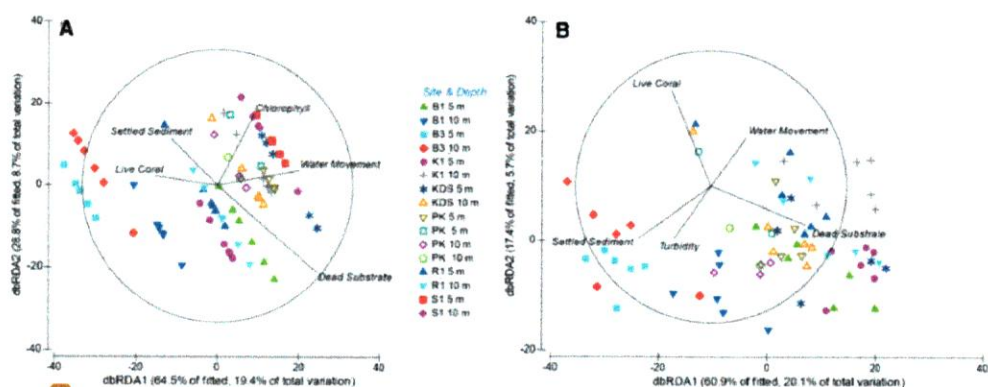 A
B
40
20
0
-20
-40
-40
-20
0
20
40
dbRDA2 (28.8% of fitted, 8.7% of total variation)
dbRDA1 (64.5% of fitted, 19.4% of total variation)
Chlorophyll
Settled Sediment
Water Movement
Live Coral
Dead Substrate
Site & Depth
B1 5 m
B1 10 m
B3 5 m
B3 10 m
K1 5 m
K1 10 m
KDS 5 m
KDS 10 m
PK 5 m
PK 5 m
PK 10 m
PK 10 m
R1 5 m
R1 10 m
S1 5 m
S1 10 m
40
20
0
-20
-40
-20
0
20
40
dbRDA2 (17.4% of fitted, 5.7% of total variation)
dbRDA1 (60.9% of fitted, 20.1% of total variation)
Live Coral
Water Movement
Dead Substrate
Settled Sediment
Turbidity